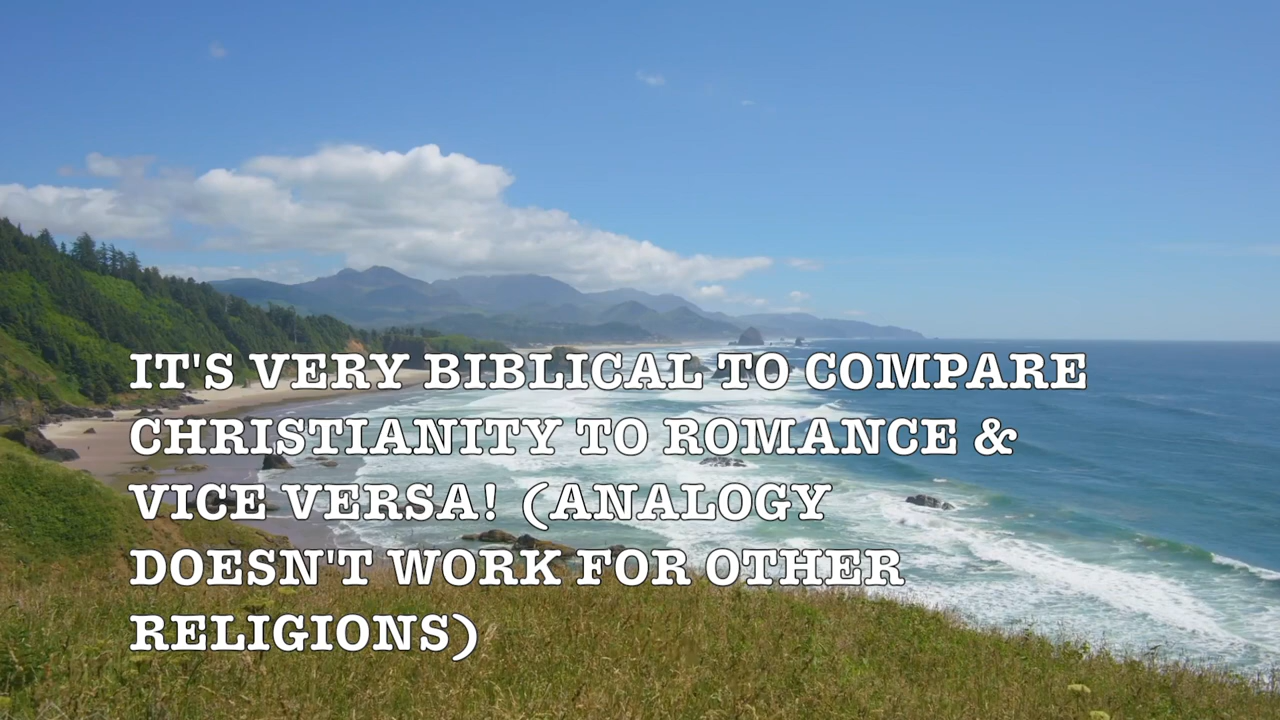 IT'S VERY BIBLICAL TO COMPARE
CHRISTIANITY TO ROMANCE &
VICE VERSA! (ANALOGY
DOESN'T WORK FOR OTHER
RELIGIONS)